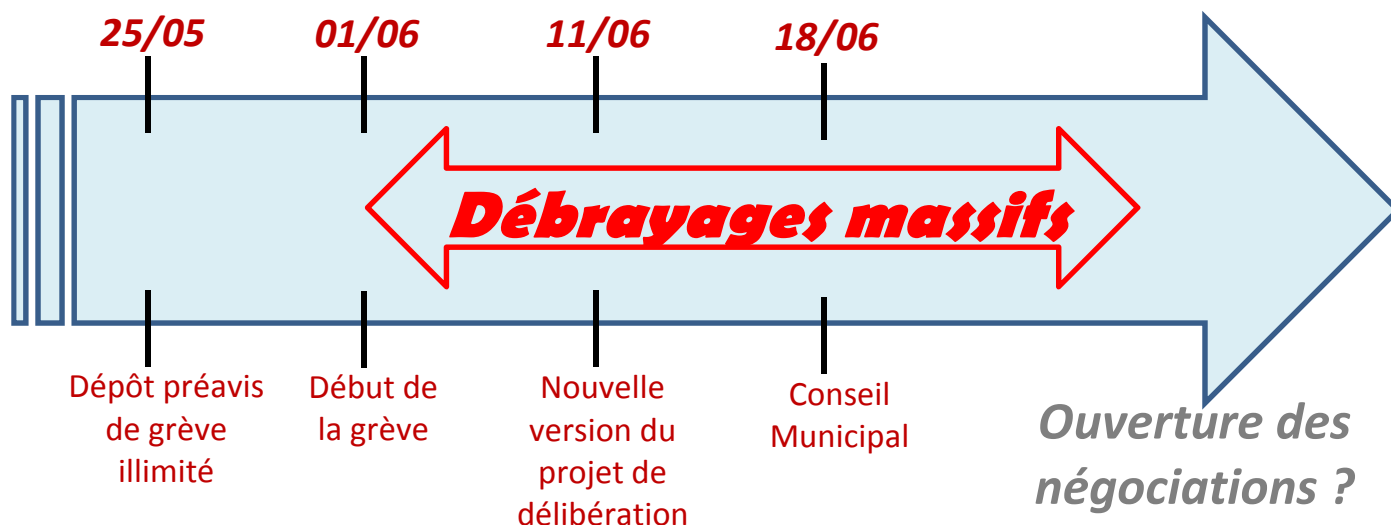 25/05 01/06 11/06 18/06
Débrayages massifs
Dépôt préavis
de grève
illimité
Début de
la grève
Nouvelle
version du
projet de
délibération
Conseil
Municipal
Ouverture des
négociations ?